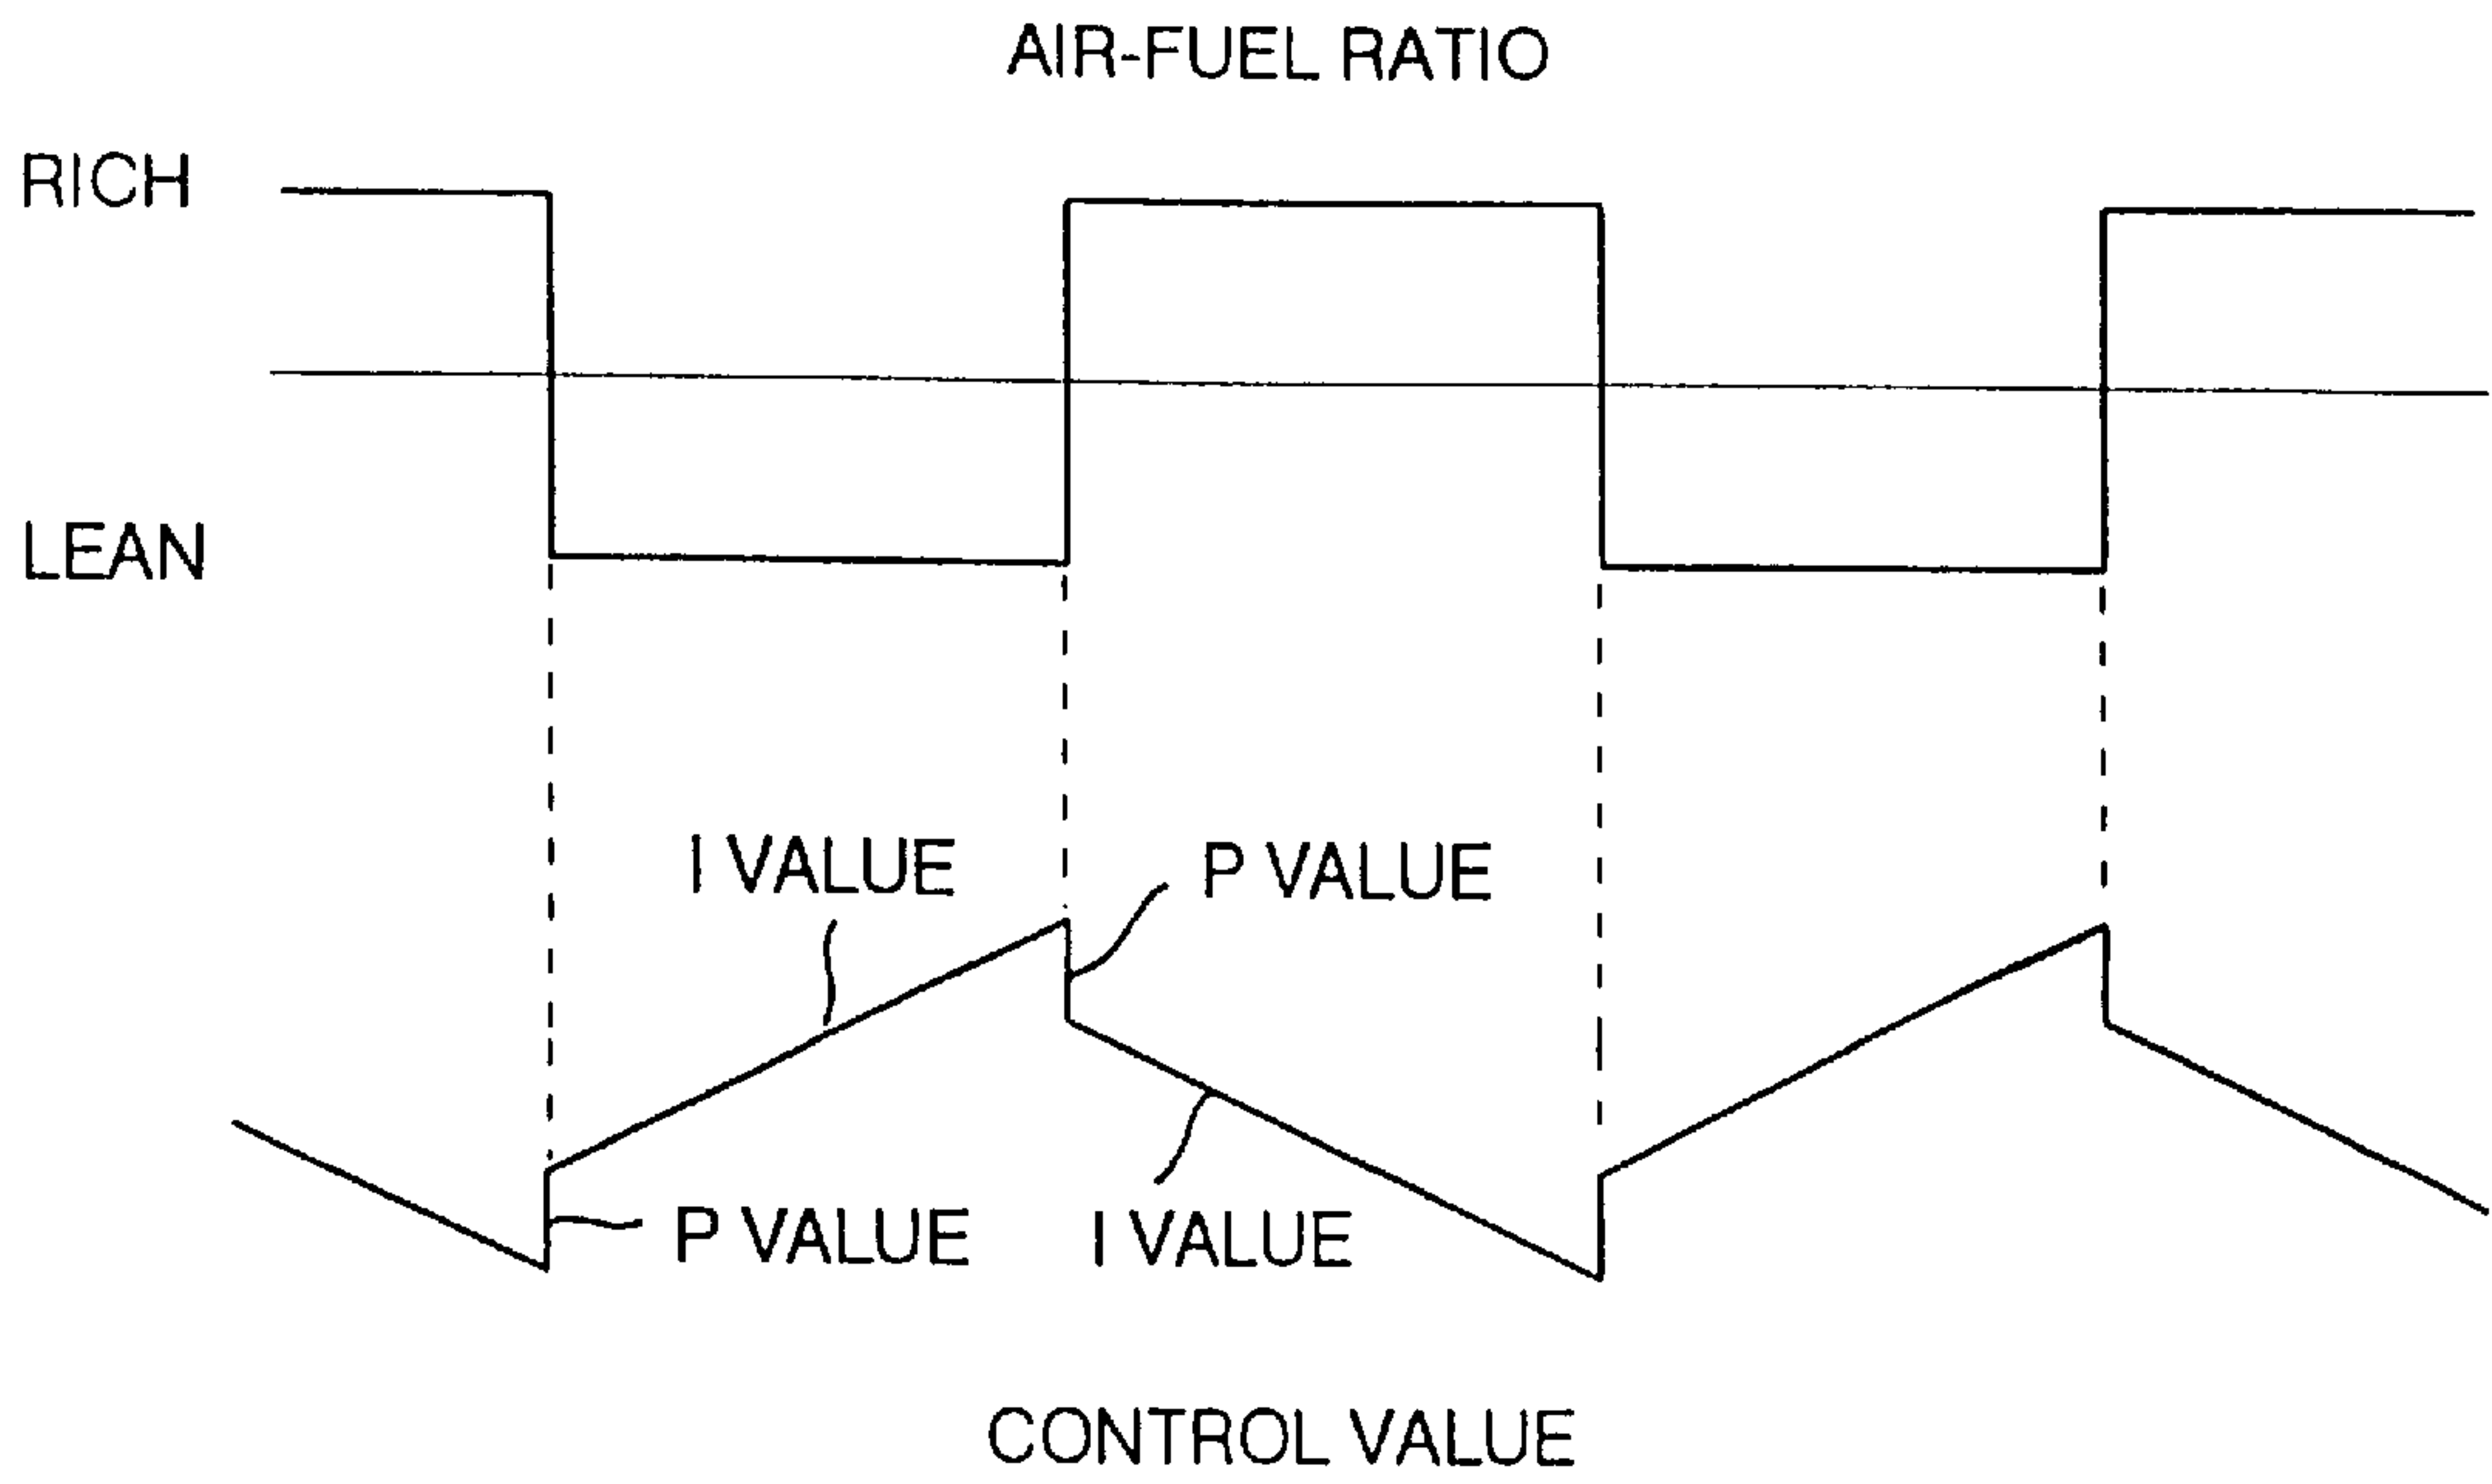 AIR-FUEL RATIO
RICH
LEAN
I VALUE
P VALUE
P VALUE
I VALUE
CONTROL VALUE